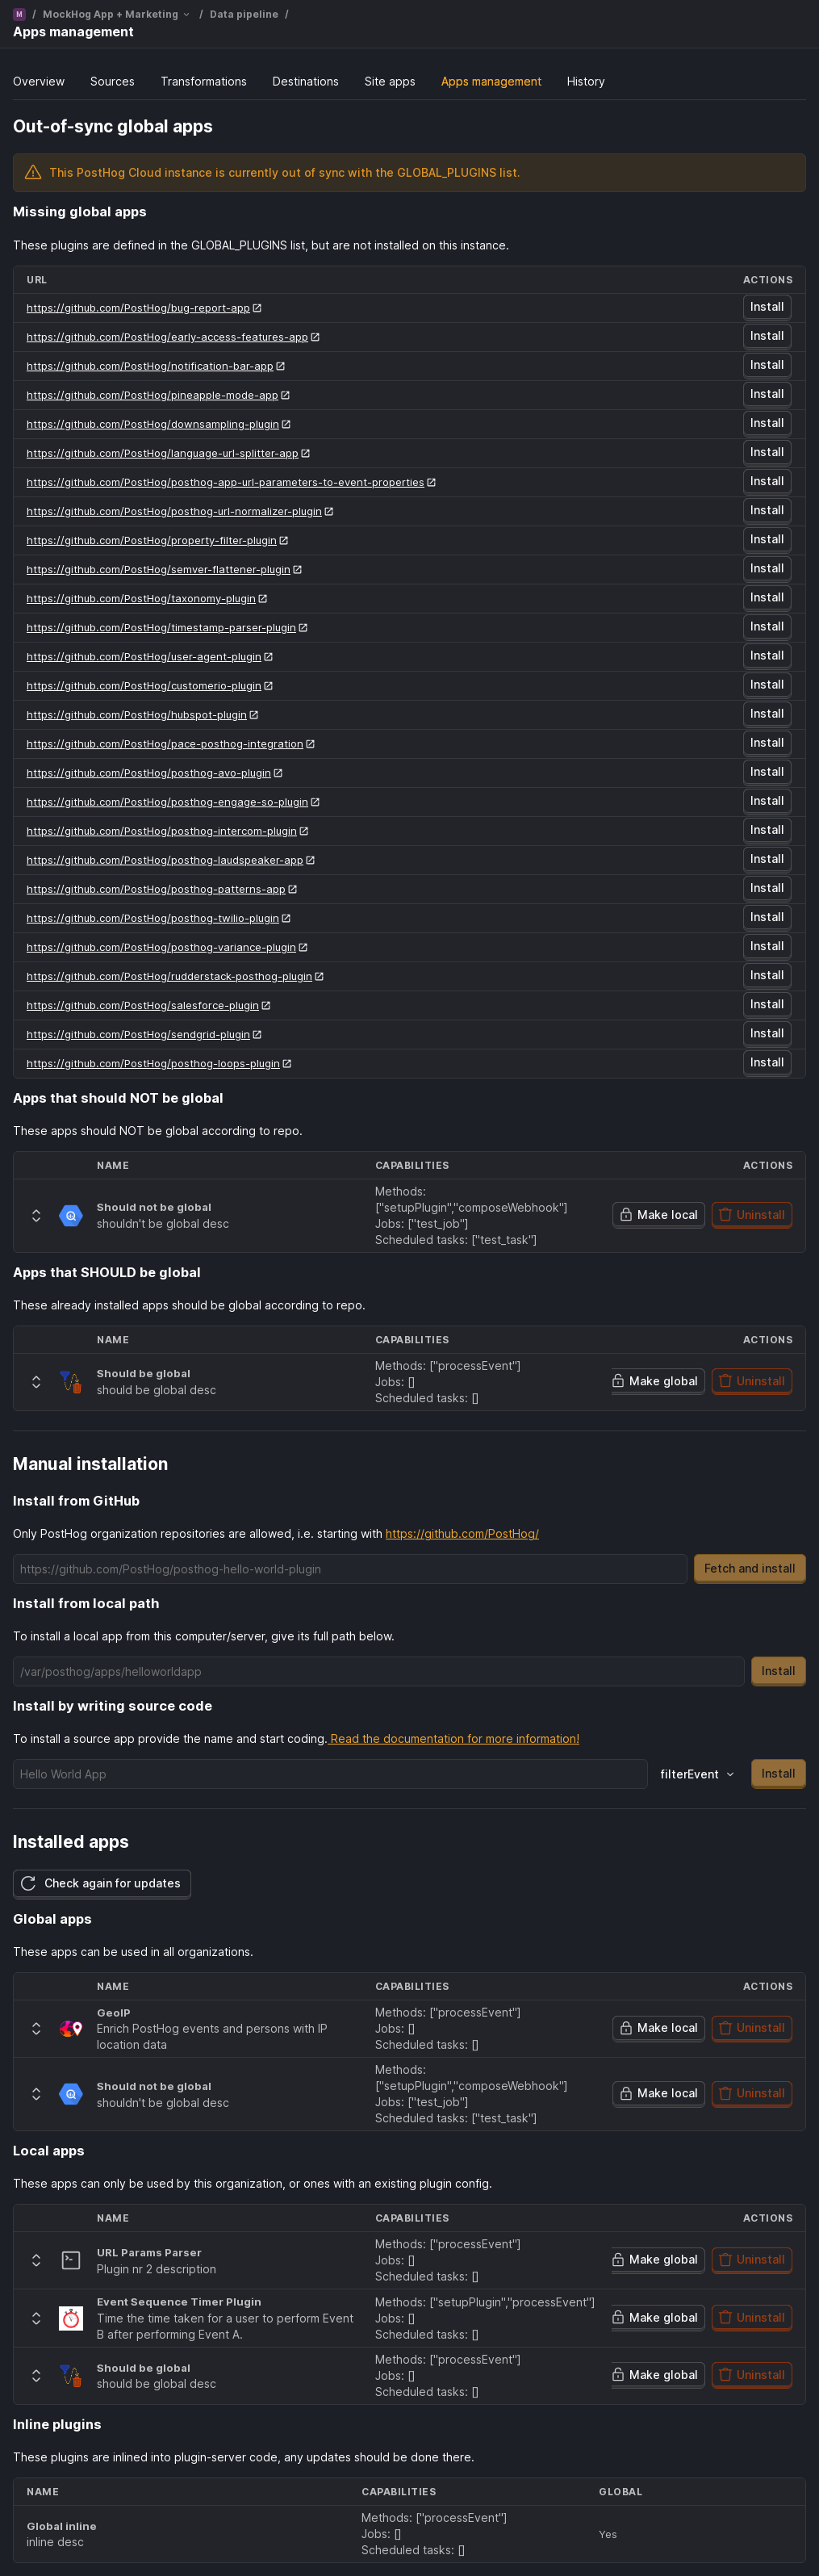 M / MockHog App + Marketing / Data pipeline /
Apps management
Overview Sources Transformations Destinations Site apps Apps management History
Out-of-sync global apps
This PostHog Cloud instance is currently out of sync with the GLOBAL_PLUGINS list.
Missing global apps
These plugins are defined in the GLOBAL_PLUGINS list, but are not installed on this instance.
URL ACTIONS
https://github.com/PostHog/bug-report-app Install
https://github.com/PostHog/early-access-features-app Install
https://github.com/PostHog/notification-bar-app Install
https://github.com/PostHog/pineapple-mode-app Install
https://github.com/PostHog/downsampling-plugin Install
https://github.com/PostHog/language-url-splitter-app Install
https://github.com/PostHog/posthog-app-url-parameters-to-event-properties Install
https://github.com/PostHog/posthog-url-normalizer-plugin Install
https://github.com/PostHog/property-filter-plugin Install
https://github.com/PostHog/semver-flattener-plugin Install
https://github.com/PostHog/taxonomy-plugin Install
https://github.com/PostHog/timestamp-parser-plugin Install
https://github.com/PostHog/user-agent-plugin Install
https://github.com/PostHog/customerio-plugin Install
https://github.com/PostHog/hubspot-plugin Install
https://github.com/PostHog/pace-posthog-integration Install
https://github.com/PostHog/posthog-avo-plugin Install
https://github.com/PostHog/posthog-engage-so-plugin Install
https://github.com/PostHog/posthog-intercom-plugin Install
https://github.com/PostHog/posthog-laudspeaker-app Install
https://github.com/PostHog/posthog-patterns-app Install
https://github.com/PostHog/posthog-twilio-plugin Install
https://github.com/PostHog/posthog-variance-plugin Install
https://github.com/PostHog/rudderstack-posthog-plugin Install
https://github.com/PostHog/salesforce-plugin Install
https://github.com/PostHog/sendgrid-plugin Install
https://github.com/PostHog/posthog-loops-plugin Install
Apps that should NOT be global
These apps should NOT be global according to repo.
NAME CAPABILITIES ACTIONS
Should not be global
shouldn't be global desc
Methods:
["setupPlugin","composeWebhook"]
Jobs: ["test_job"]
Scheduled tasks: ["test_task"]
Make local Uninstall
Apps that SHOULD be global
These already installed apps should be global according to repo.
NAME CAPABILITIES ACTIONS
Should be global
should be global desc
Methods: ["processEvent"]
Jobs: []
Scheduled tasks: []
Make global Uninstall
Manual installation
Install from GitHub
Only PostHog organization repositories are allowed, i.e. starting with https://github.com/PostHog/
https://github.com/PostHog/posthog-hello-world-plugin Fetch and install
Install from local path
To install a local app from this computer/server, give its full path below.
/var/posthog/apps/helloworldapp Install
Install by writing source code
To install a source app provide the name and start coding. Read the documentation for more information!
Hello World App filterEvent Install
Installed apps
Check again for updates
Global apps
These apps can be used in all organizations.
NAME CAPABILITIES ACTIONS
GeoIP
Enrich PostHog events and persons with IP
location data
Methods: ["processEvent"]
Jobs: []
Scheduled tasks: []
Make local Uninstall
Should not be global
shouldn't be global desc
Methods:
["setupPlugin","composeWebhook"]
Jobs: ["test_job"]
Scheduled tasks: ["test_task"]
Make local Uninstall
Local apps
These apps can only be used by this organization, or ones with an existing plugin config.
NAME CAPABILITIES ACTIONS
URL Params Parser
Plugin nr 2 description
Methods: ["processEvent"]
Jobs: []
Scheduled tasks: []
Make global Uninstall
Event Sequence Timer Plugin
Time the time taken for a user to perform Event
B after performing Event A.
Methods: ["setupPlugin","processEvent"]
Jobs: []
Scheduled tasks: []
Make global Uninstall
Should be global
should be global desc
Methods: ["processEvent"]
Jobs: []
Scheduled tasks: []
Make global Uninstall
Inline plugins
These plugins are inlined into plugin-server code, any updates should be done there.
NAME CAPABILITIES GLOBAL
Global inline
inline desc
Methods: ["processEvent"]
Jobs: []
Scheduled tasks: []
Yes